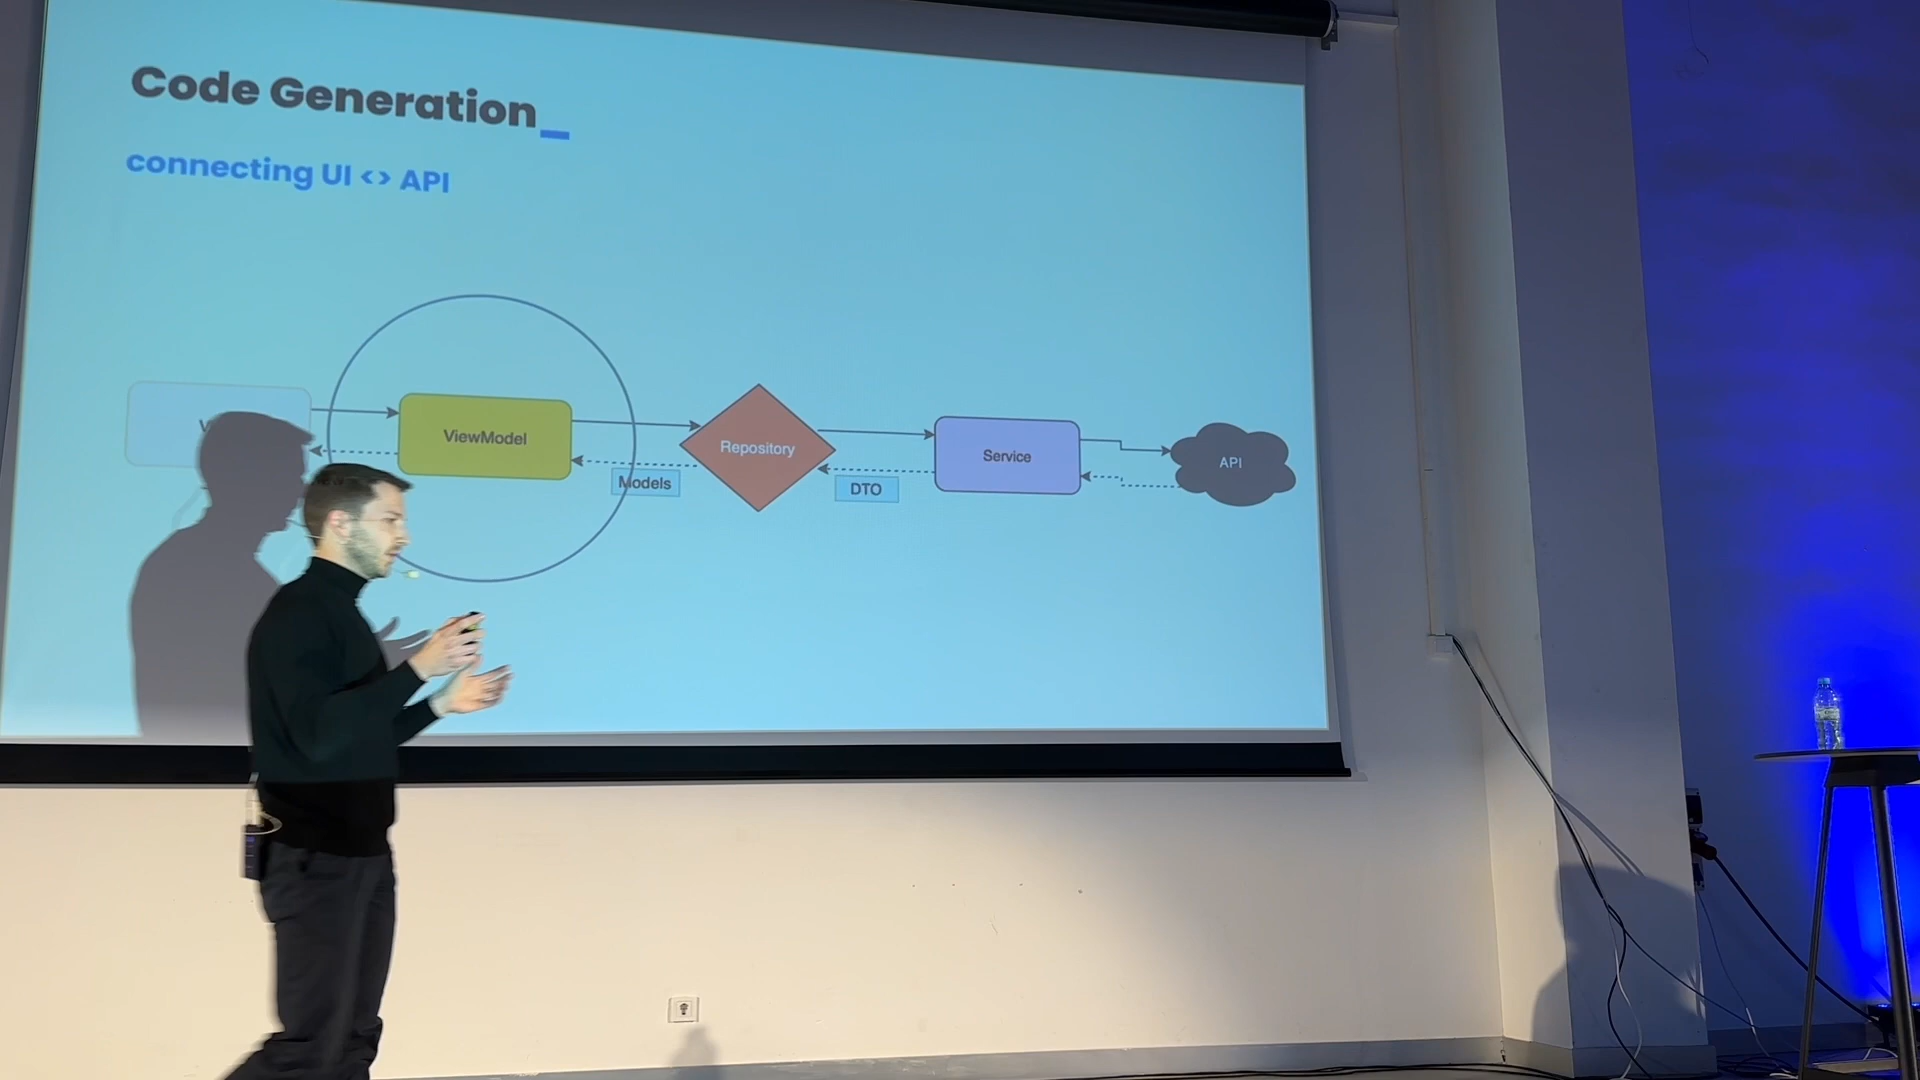 Code Generation_
connecting UI <> API
ViewModel
Repository
Service
API
Models
DTO